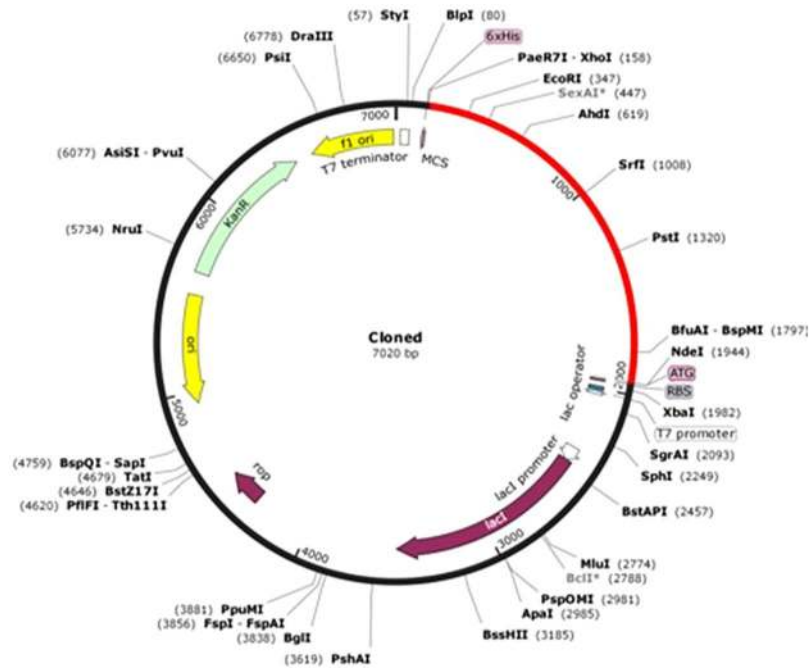 (57) StyI
BlpI (80)
6xHis
PaeR7I - XhoI (158)
EcoRI (347)
SexAI* (447)
AhdI (619)
SrfI (1008)
PstI (1320)
BfuAI - BspMI (1797)
NdeI (1944)
ATG
RBS
XbaI (1982)
T7 promoter
SgrAI (2093)
SphI (2249)
BstAPI (2457)
MluI (2774)
BclI* (2788)
PspOMI (2981)
ApaI (2985)
BssHII (3185)
(3619) PshAI
(3838) BglI
(3856) FspI - FspAI
(3881) PpuMI
(4620) PflFI - Tth111I
(4646) BstZ17I
(4679) TatI
(4759) BspQI - SapI
(5734) NruI
(6077) AsiSI - PvuI
(6650) PsiI
(6778) DraIII
7000
1000
2000
3000
4000
5000
6000
f1 ori
T7 terminator
MCS
KanR
ori
rop
lacI
lacI promoter
lac operator
Cloned
7020 bp